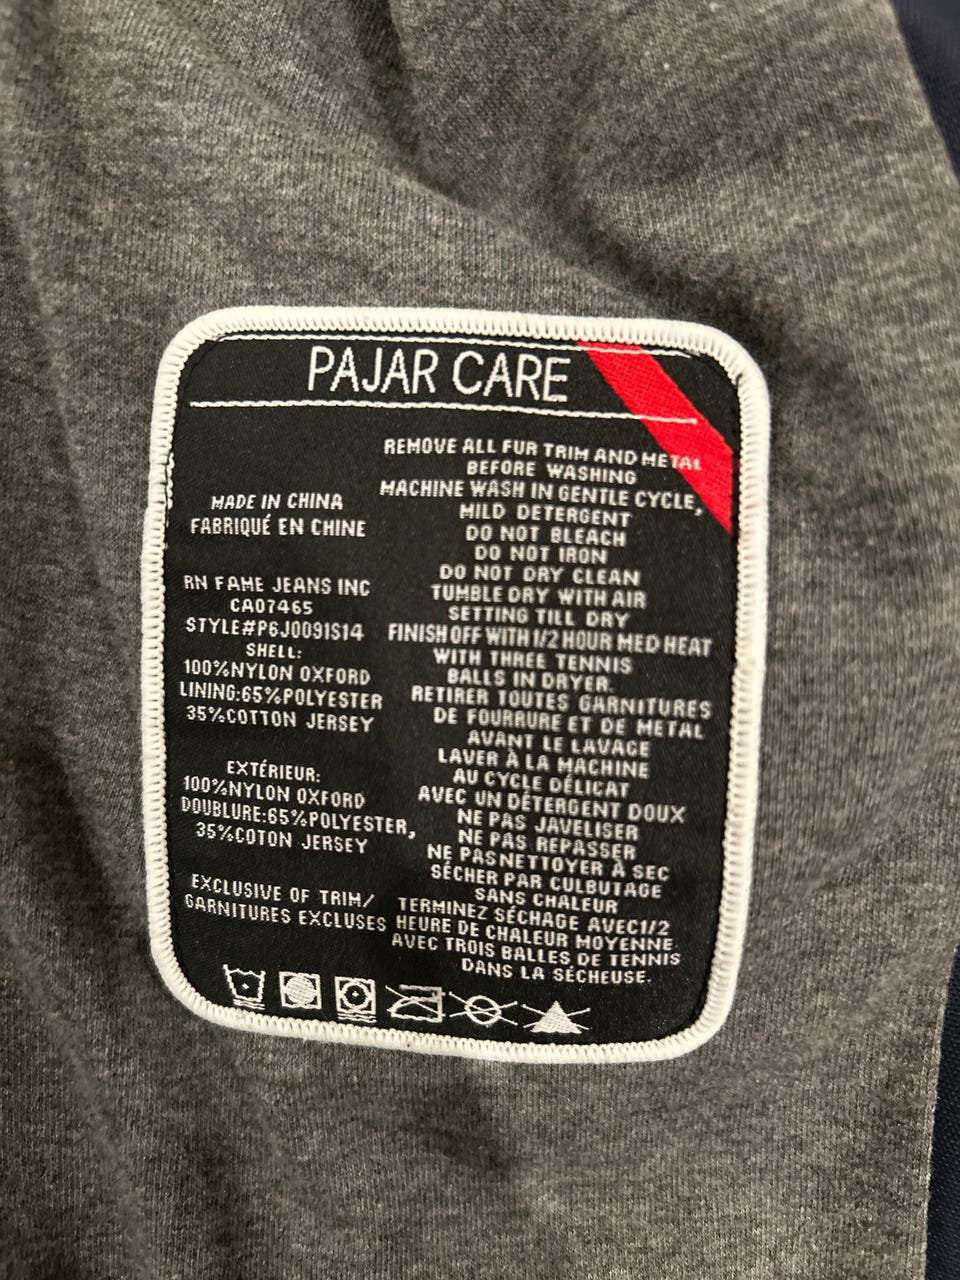 PAJAR CARE
MADE IN CHINA
FABRIQUÉ EN CHINE
RN FAME JEANS INC
CA07465
STYLE#P6J0091S14
SHELL:
100%NYLON OXFORD
LINING:65%POLYESTER
35%COTTON JERSEY
EXTÉRIEUR:
100%NYLON OXFORD
DOUBLURE:65%POLYESTER,
35%COTON JERSEY
EXCLUSIVE OF TRIM/
GARNITURES EXCLUSES
REMOVE ALL FUR TRIM AND METAL
BEFORE WASHING
MACHINE WASH IN GENTLE CYCLE,
MILD DETERGENT
DO NOT BLEACH
DO NOT IRON
DO NOT DRY CLEAN
TUMBLE DRY WITH AIR
SETTING TILL DRY
FINISH OFF WITH 1/2 HOUR MED HEAT
WITH THREE TENNIS
BALLS IN DRYER.
RETIRER TOUTES GARNITURES
DE FOURRURE ET DE METAL
AVANT LE LAVAGE
LAVER À LA MACHINE
AU CYCLE DÉLICAT
AVEC UN DÉTERGENT DOUX
NE PAS JAVELISER
NE PAS REPASSER
NE PAS NETTOYER À SEC
SÉCHER PAR CULBUTAGE
SANS CHALEUR
TERMINEZ SÉCHAGE AVEC1/2
HEURE DE CHALEUR MOYENNE
AVEC TROIS BALLES DE TENNIS
DANS LA SÉCHEUSE.